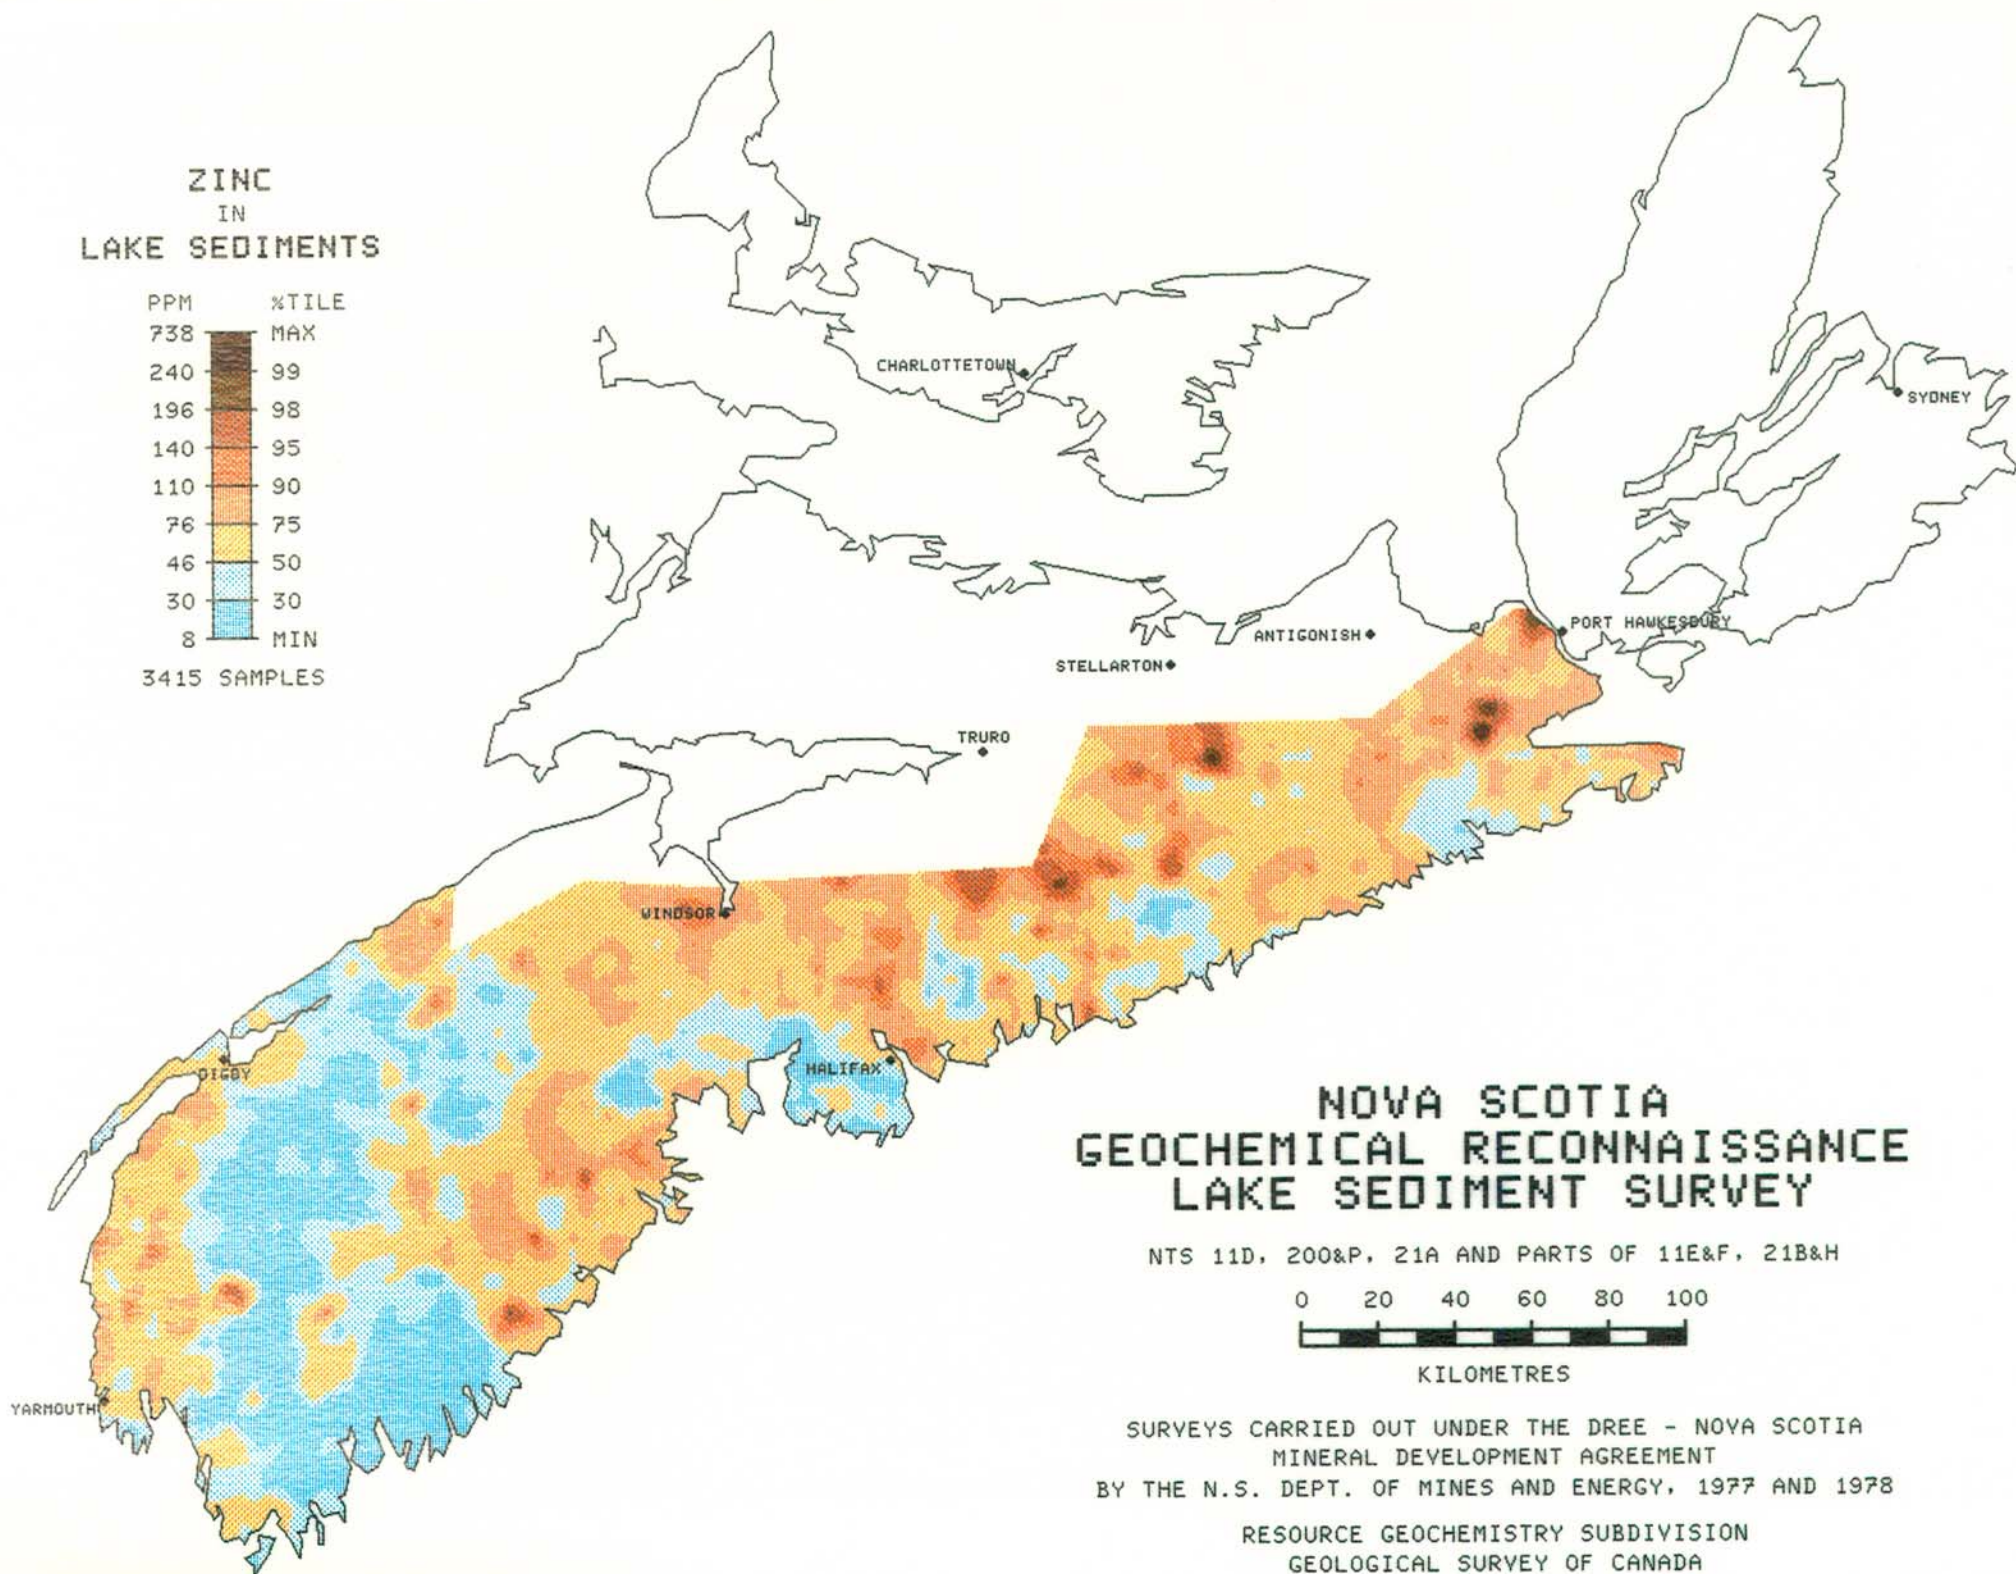 ZINC
IN
LAKE SEDIMENTS
PPM %TILE
738 MAX
240 99
196 98
140 95
110 90
76 75
46 50
30 30
8 MIN
3415 SAMPLES
CHARLOTTETOWN
SYDNEY
PORT HAWKESBURY
ANTIGONISH
STELLARTON
TRURO
WINDSOR
HALIFAX
DIGBY
YARMOUTH
NOVA SCOTIA
GEOCHEMICAL RECONNAISSANCE
LAKE SEDIMENT SURVEY
NTS 11D, 20O&P, 21A AND PARTS OF 11E&F, 21B&H
0 20 40 60 80 100
KILOMETRES
SURVEYS CARRIED OUT UNDER THE DREE - NOVA SCOTIA
MINERAL DEVELOPMENT AGREEMENT
BY THE N.S. DEPT. OF MINES AND ENERGY, 1977 AND 1978
RESOURCE GEOCHEMISTRY SUBDIVISION
GEOLOGICAL SURVEY OF CANADA